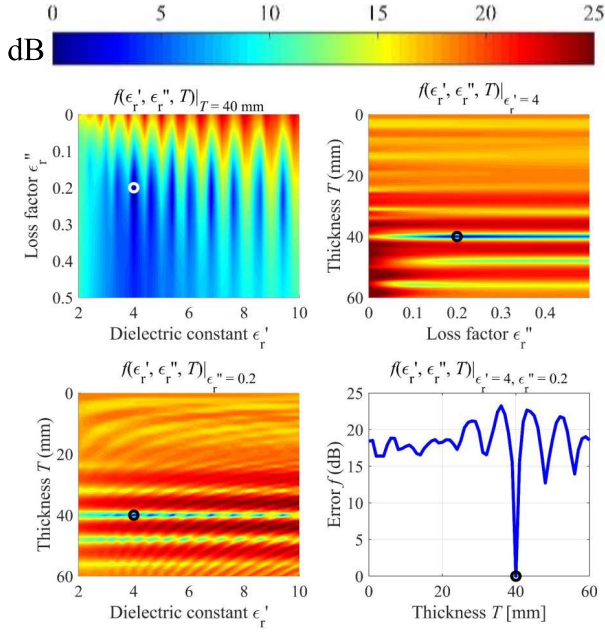 0 5 10 15 20 25
dB
f(ϵr', ϵr'', T)|T = 40 mm
f(ϵr', ϵr'', T)|ϵr' = 4
0
0.1
0.2
0.3
0.4
0.5
Loss factor ϵr''
2 4 6 8 10
Dielectric constant ϵr'
0
20
40
60
Thickness T (mm)
0 0.1 0.2 0.3 0.4
Loss factor ϵr''
f(ϵr', ϵr'', T)|ϵr'' = 0.2
f(ϵr', ϵr'', T)|ϵr' = 4, ϵr'' = 0.2
0
20
40
60
Thickness T (mm)
2 4 6 8 10
Dielectric constant ϵr'
25
20
15
10
5
0
Error f (dB)
0 20 40 60
Thickness T [mm]